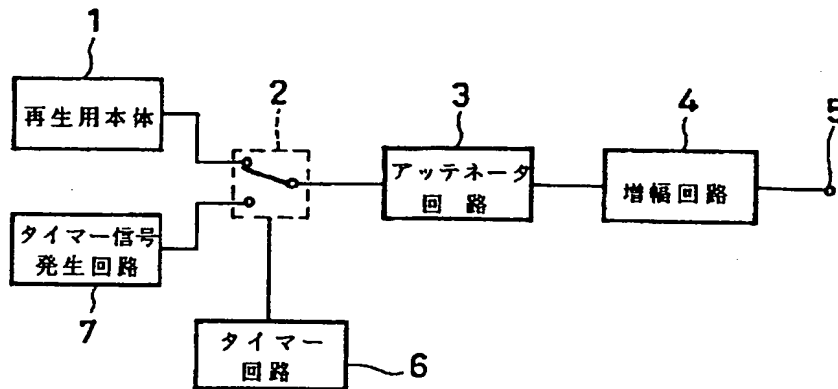 1
再生用本体
2
3
アッテネータ
回路
4
増幅回路
5
タイマー信号
発生回路
7
タイマー
回路
6